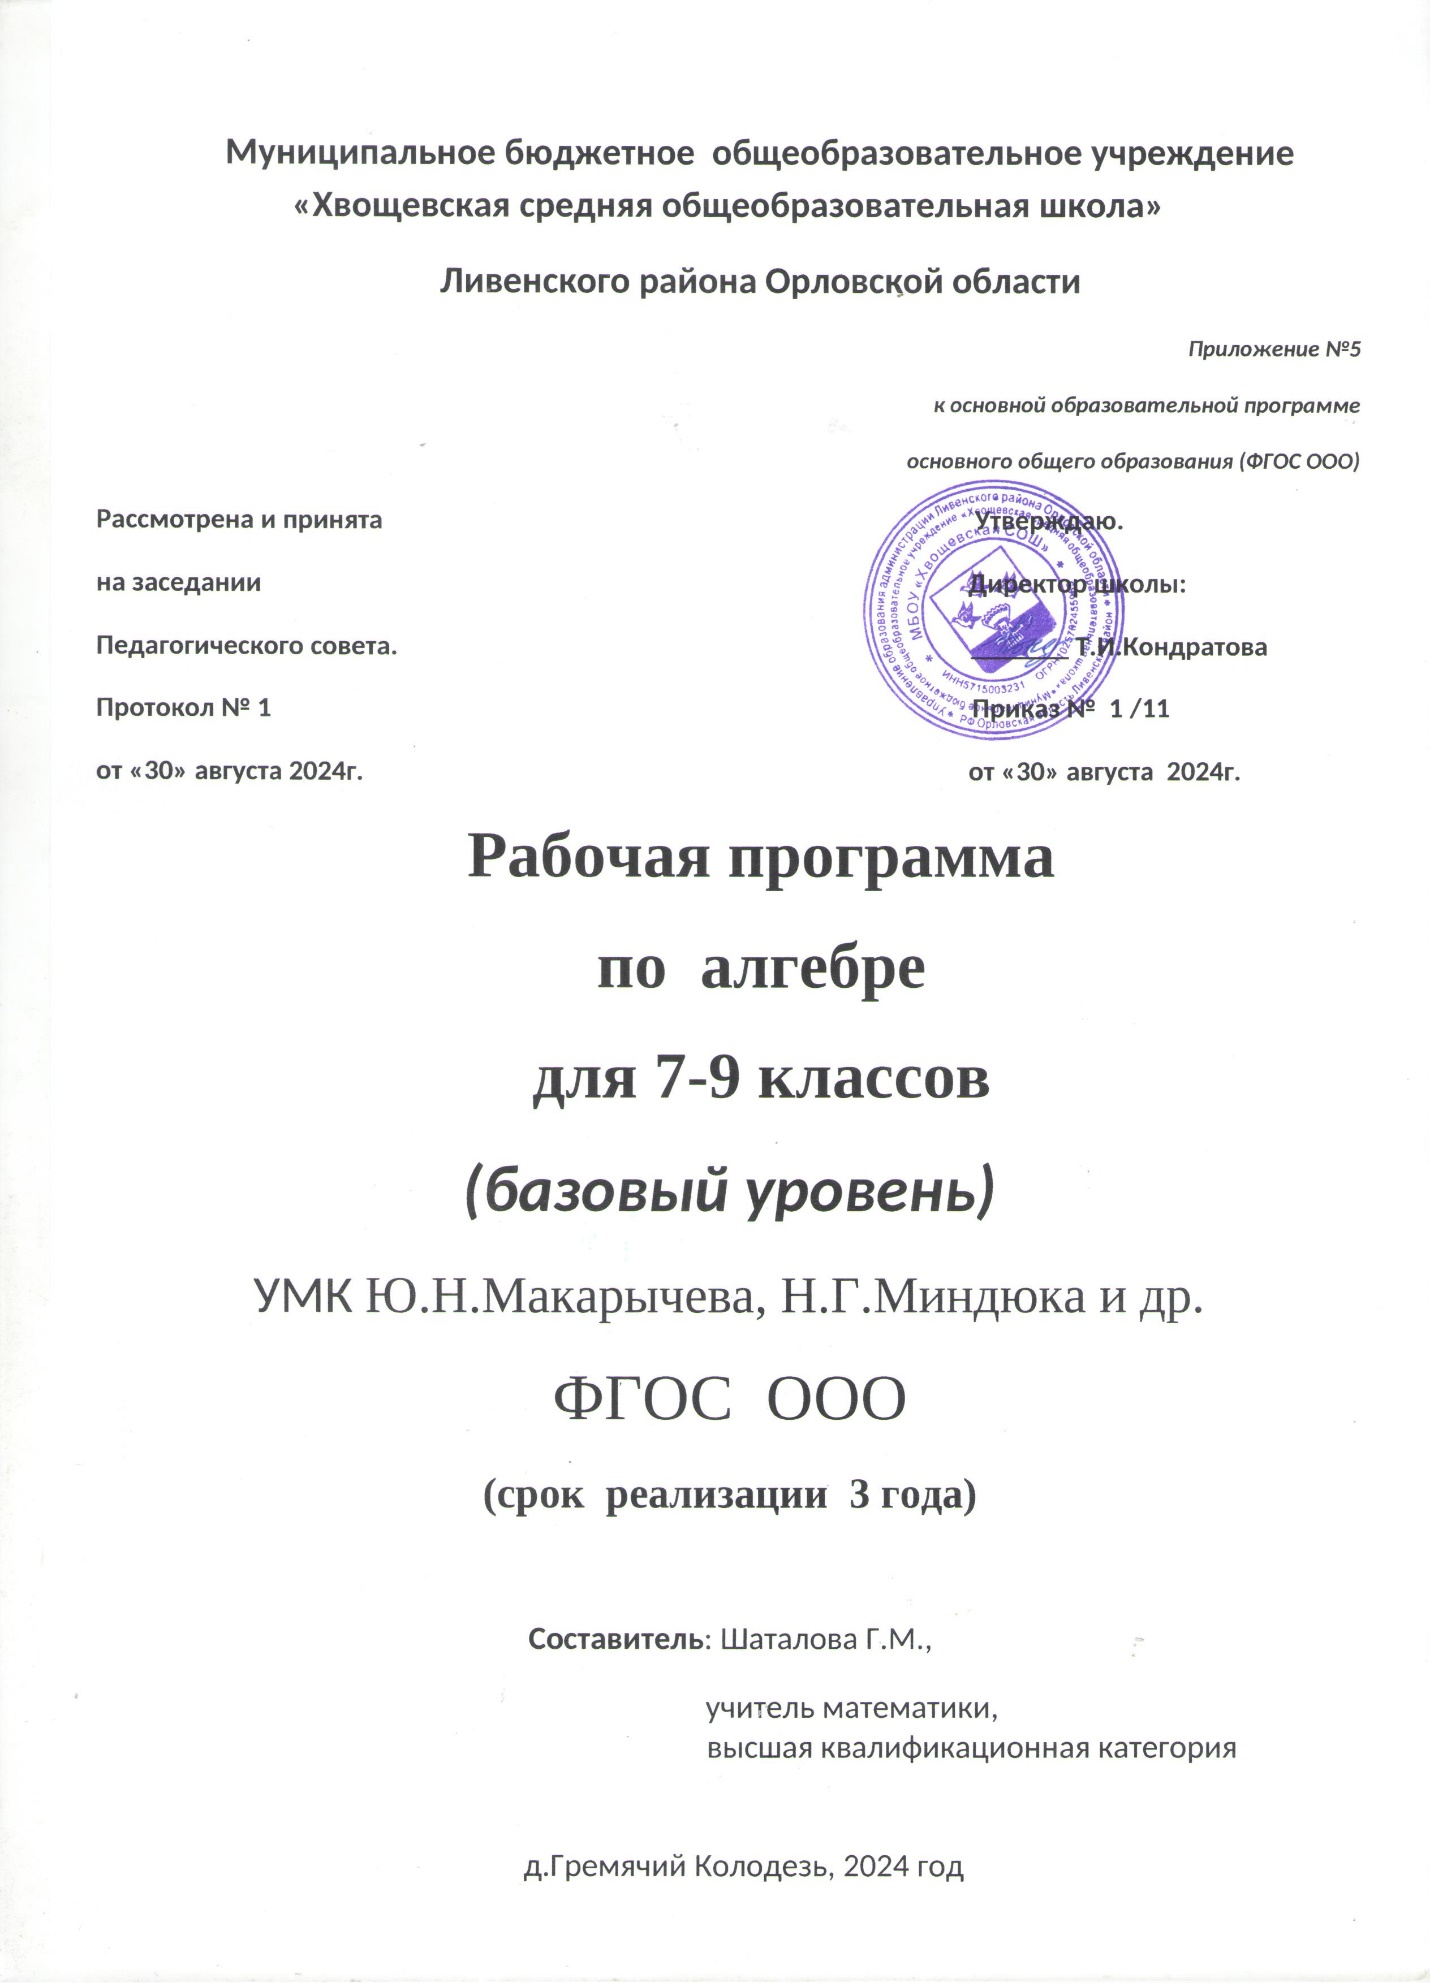 Муниципальное бюджетное общеобразовательное учреждение
«Хвощевская средняя общеобразовательная школа»
Ливенского района Орловской области
Приложение №5
к основной образовательной программе
основного общего образования (ФГОС ООО)
Рассмотрена и принята Утверждаю.
на заседании Директор школы:
Педагогического совета. Т.И.Кондратова
Протокол № 1 Приказ № 1 /11
от «30» августа 2024г. от «30» августа 2024г.
МБОУ «Хвощевская СОШ»
ИНН5715003231
Рабочая программа
по алгебре
для 7-9 классов
(базовый уровень)
УМК Ю.Н.Макарычева, Н.Г.Миндюка и др.
ФГОС ООО
(срок реализации 3 года)
Составитель: Шаталова Г.М.,
учитель математики,
высшая квалификационная категория
д.Гремячий Колодезь, 2024 год